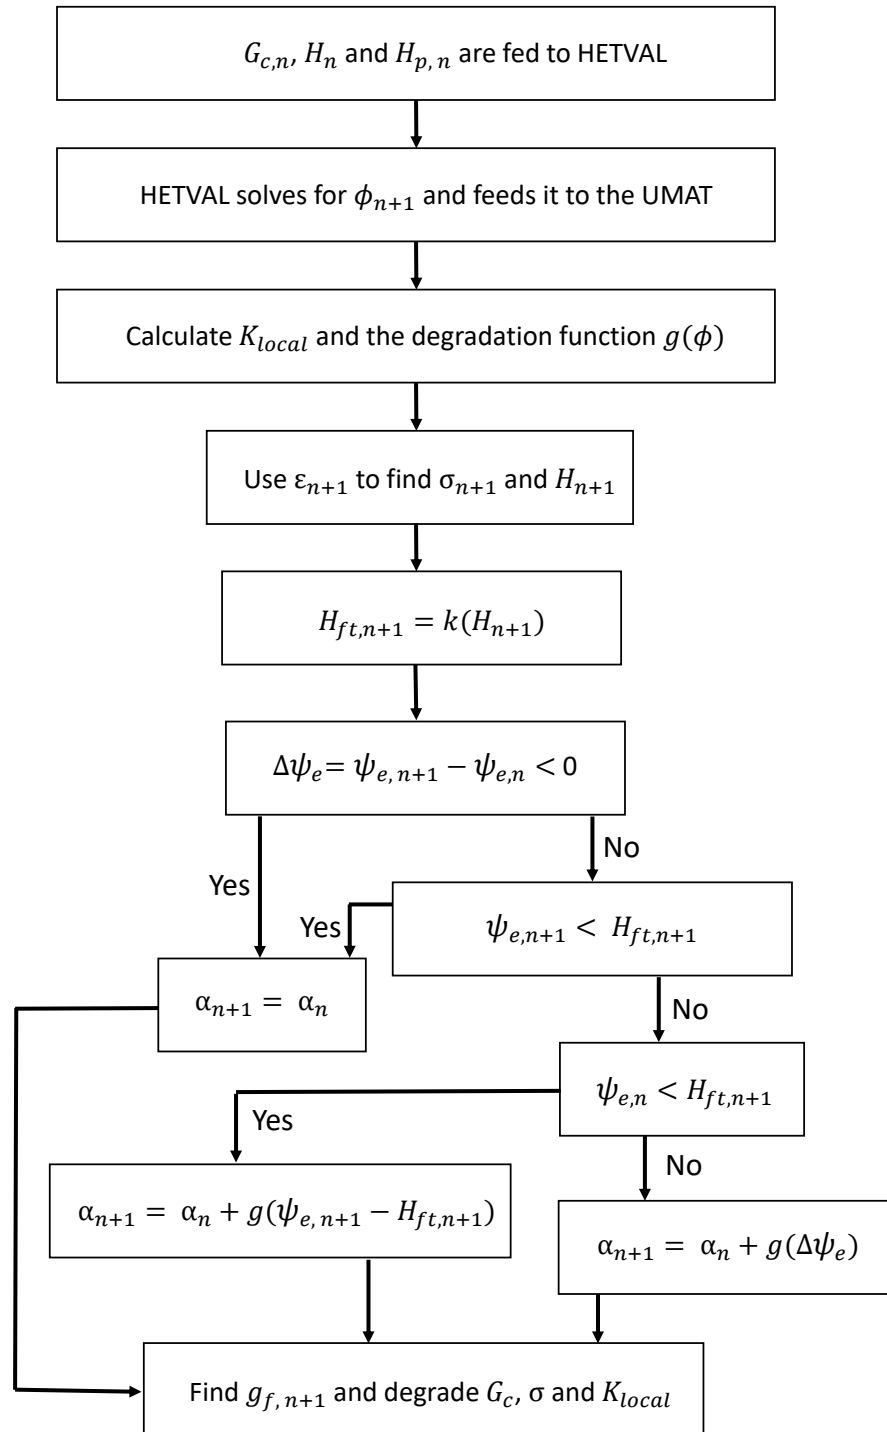 G_{c,n}, H_n and H_{p, n} are fed to HETVAL
HETVAL solves for ϕ_{n+1} and feeds it to the UMAT
Calculate K_{local} and the degradation function g(ϕ)
Use ε_{n+1} to find σ_{n+1} and H_{n+1}
H_{ft,n+1} = k(H_{n+1})
Δψ_e= ψ_{e, n+1} − ψ_{e,n} < 0
No
Yes
ψ_{e,n+1} < H_{ft,n+1}
Yes
α_{n+1} = α_n
No
ψ_{e,n} < H_{ft,n+1}
Yes
No
α_{n+1} = α_n + g(ψ_{e, n+1} − H_{ft,n+1})
α_{n+1} = α_n + g(Δψ_e)
Find g_{f, n+1} and degrade G_c, σ and K_{local}